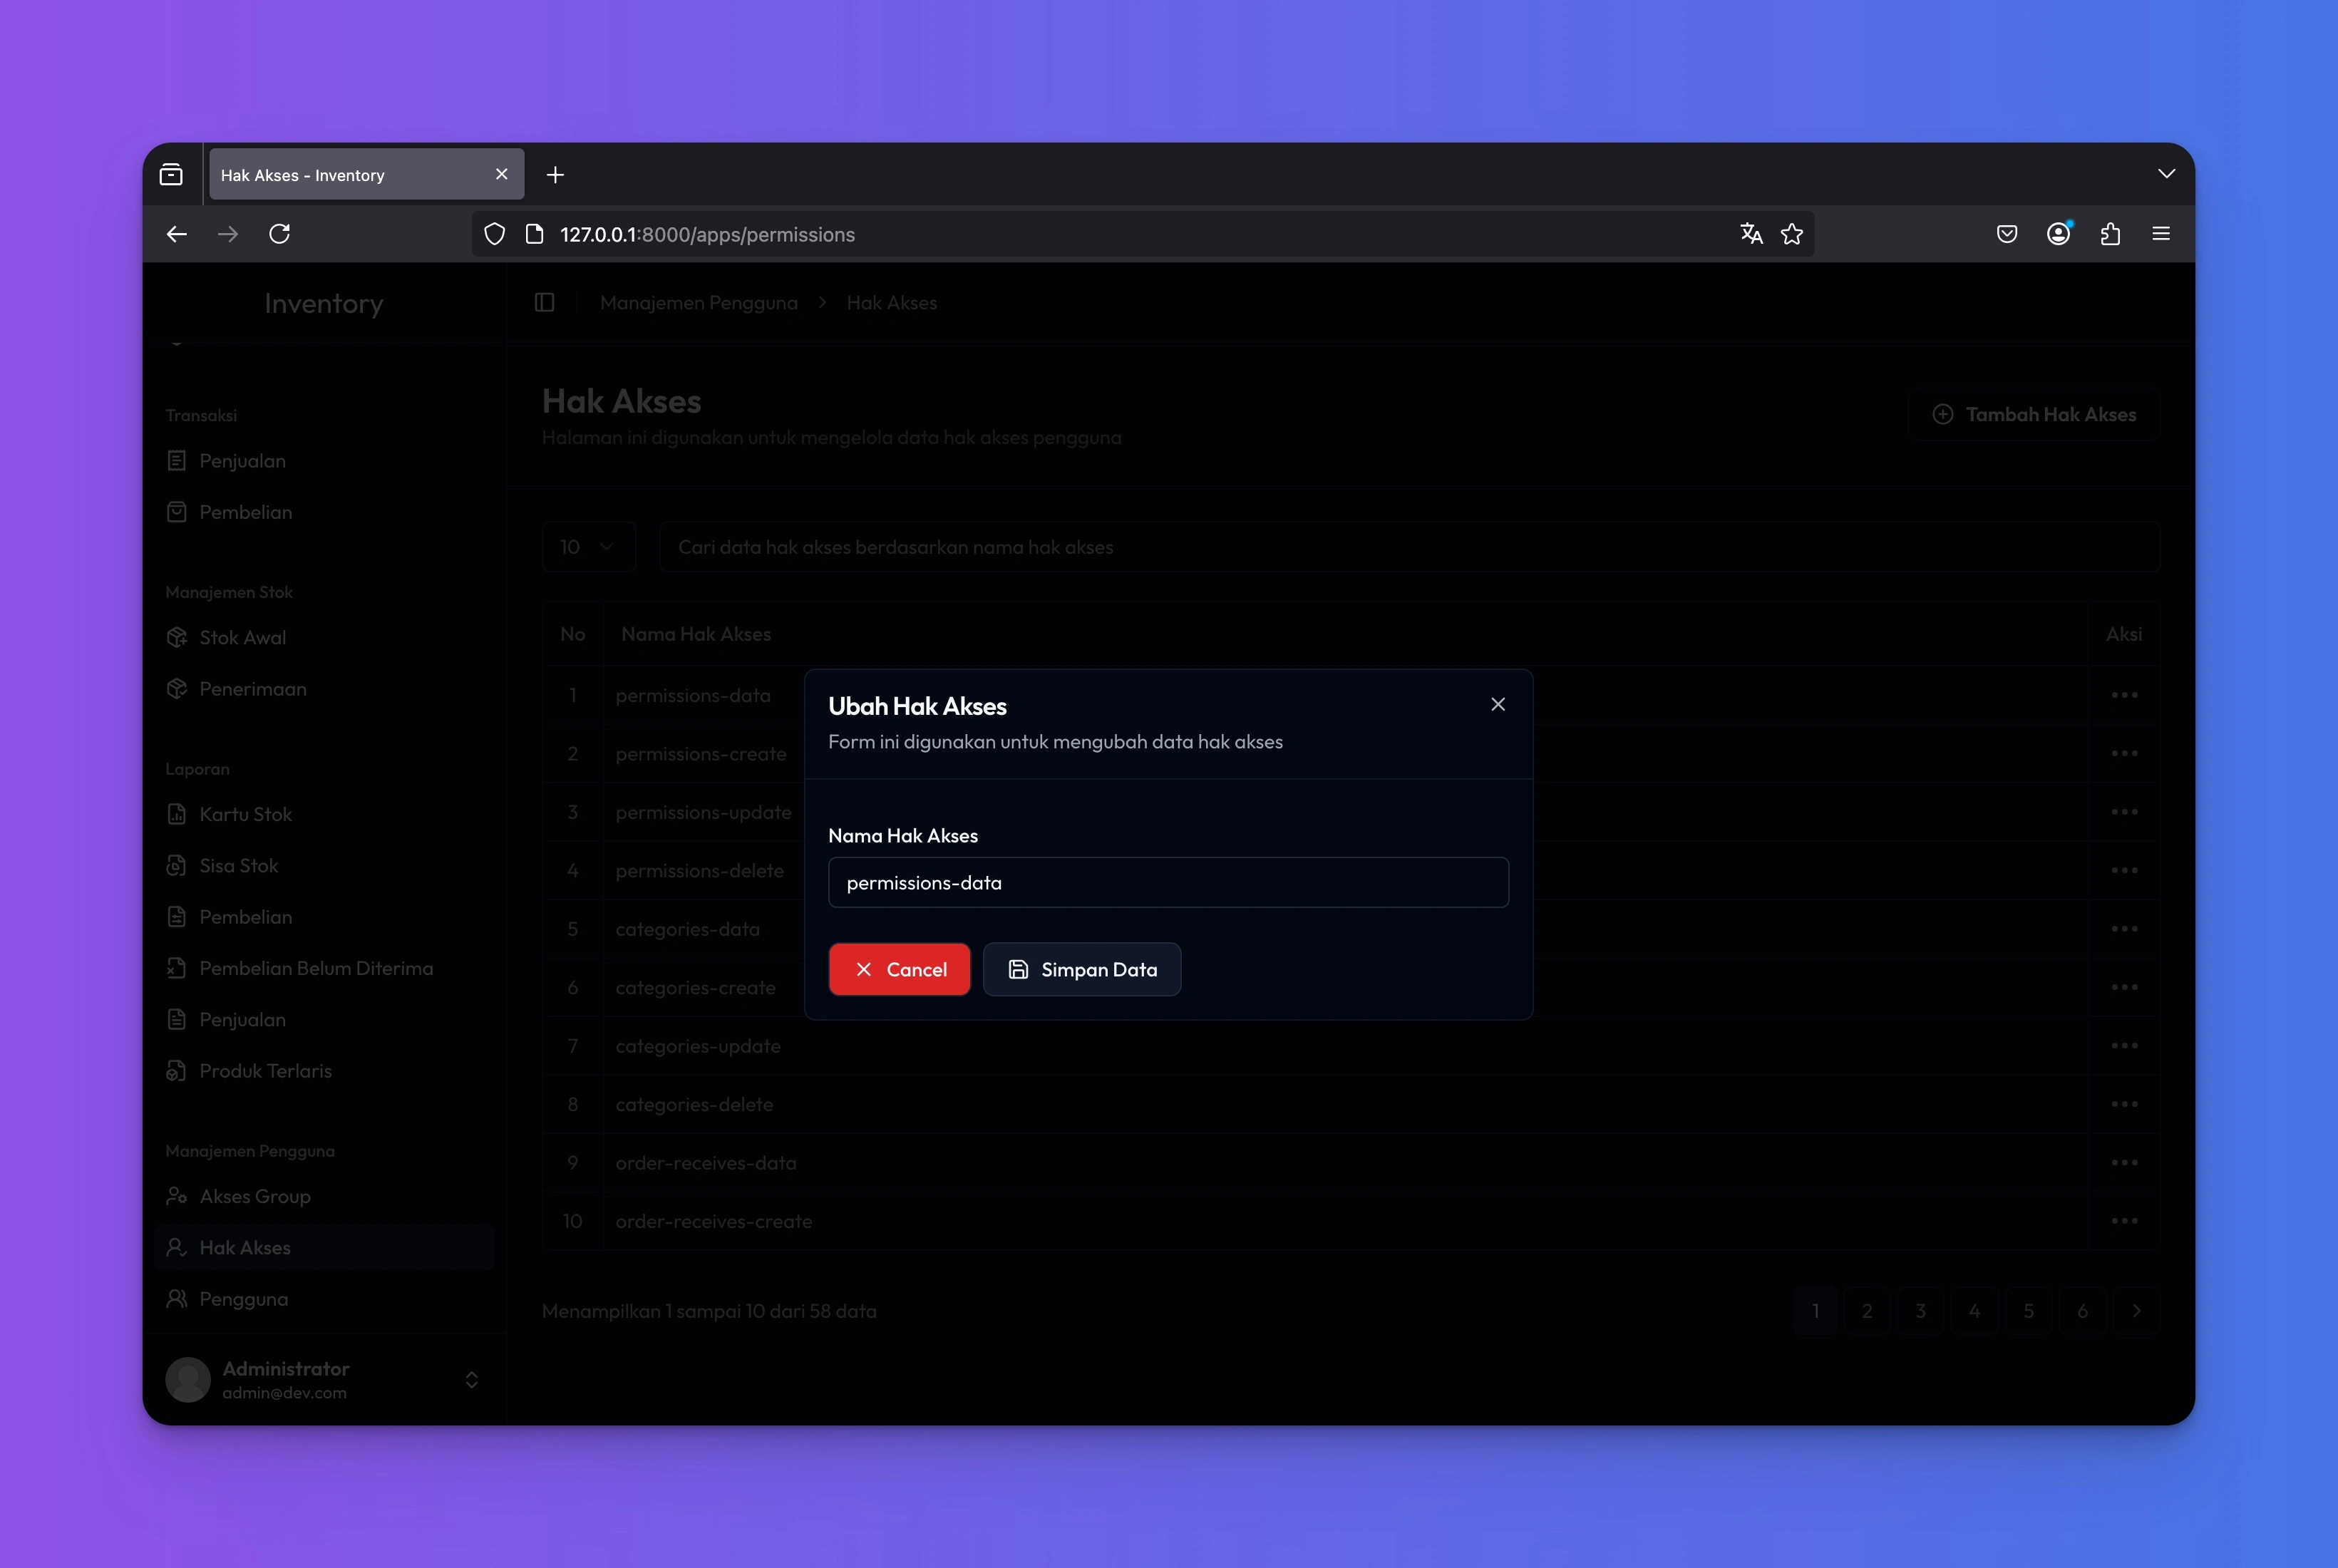 Hak Akses - Inventory
127.0.0.1:8000/apps/permissions
Inventory
Manajemen Pengguna
Hak Akses
Transaksi
Penjualan
Pembelian
Manajemen Stok
Stok Awal
Penerimaan
Laporan
Kartu Stok
Sisa Stok
Pembelian
Pembelian Belum Diterima
Penjualan
Produk Terlaris
Manajemen Pengguna
Akses Group
Hak Akses
Pengguna
Administrator
admin@dev.com
Hak Akses
Halaman ini digunakan untuk mengelola data hak akses pengguna
Tambah Hak Akses
10
Cari data hak akses berdasarkan nama hak akses
No Nama Hak Akses Aksi
1 permissions-data
2 permissions-create
3 permissions-update
4 permissions-delete
5 categories-data
6 categories-create
7 categories-update
8 categories-delete
9 order-receives-data
10 order-receives-create
Menampilkan 1 sampai 10 dari 58 data
1 2 3 4 5 6
Ubah Hak Akses
Form ini digunakan untuk mengubah data hak akses
Nama Hak Akses
permissions-data
Cancel
Simpan Data